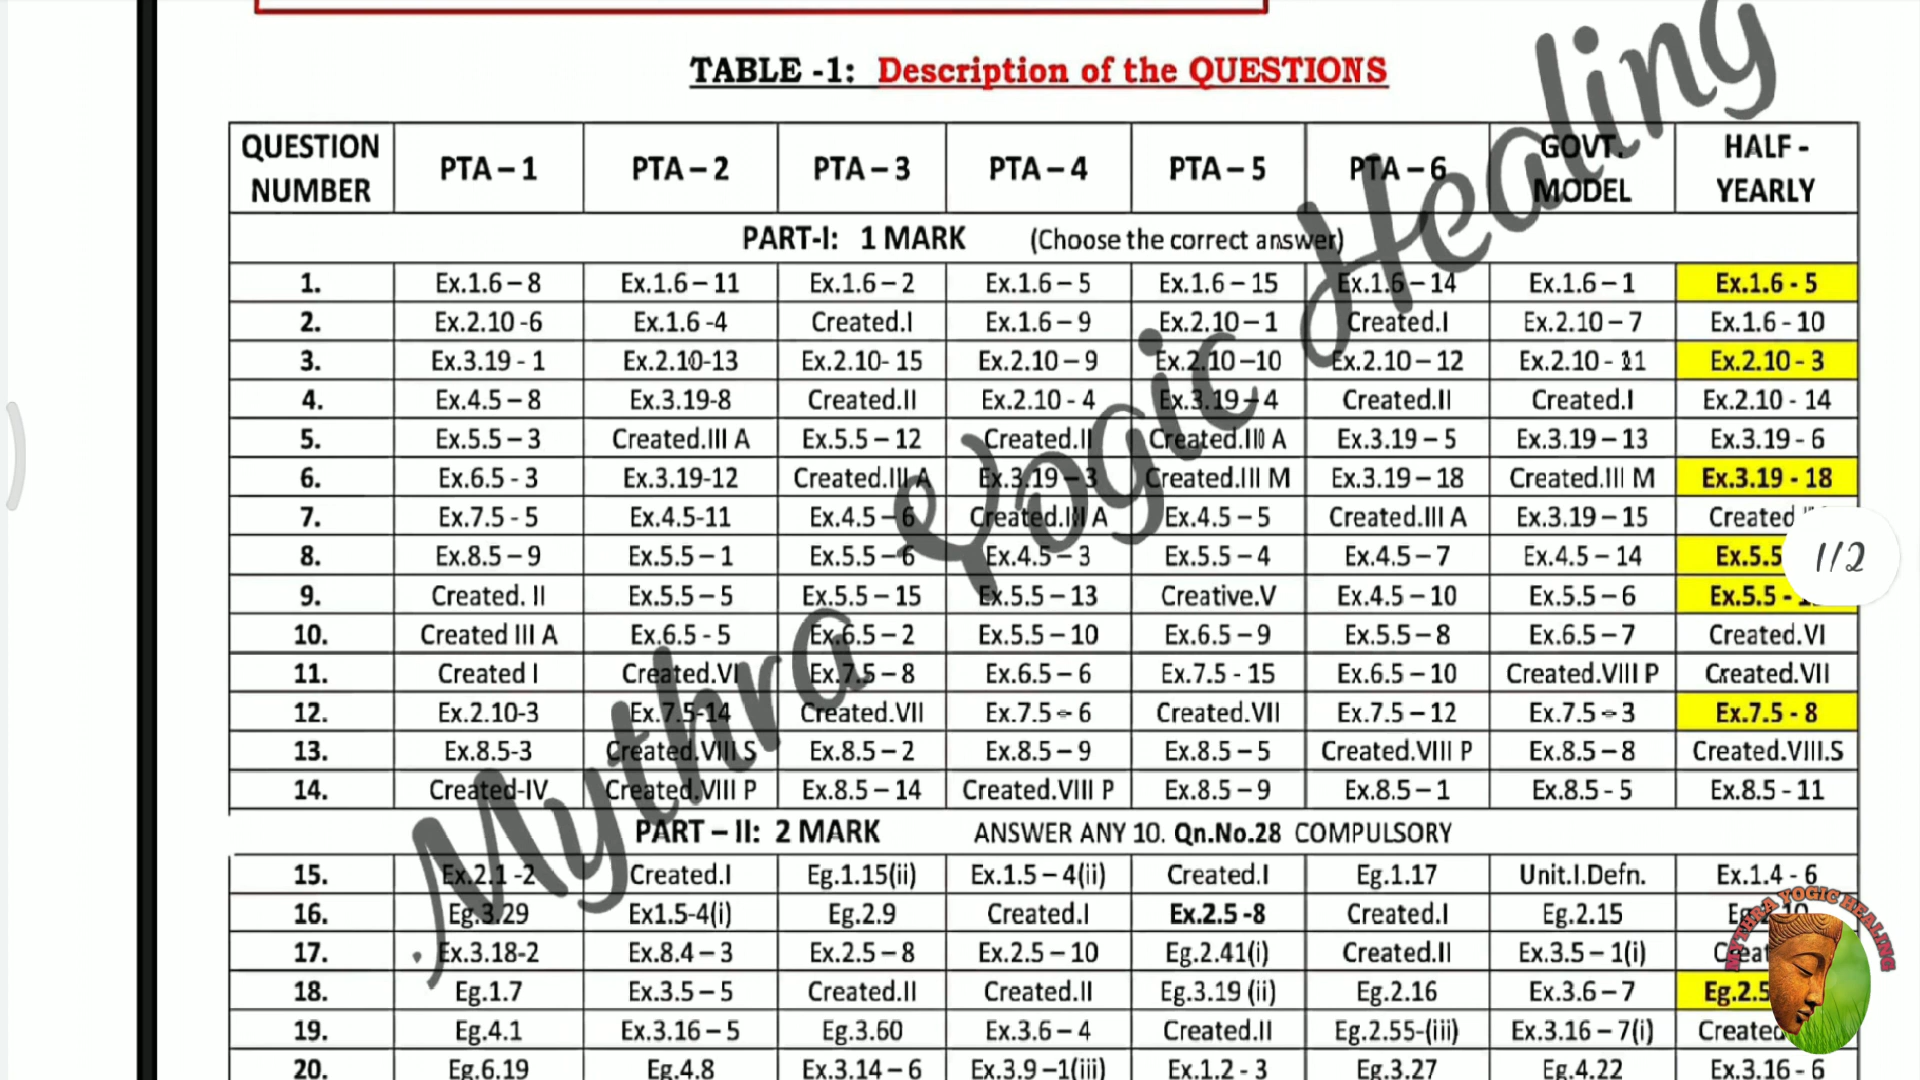 TABLE -1: Description of the QUESTIONS
QUESTION NUMBER PTA – 1 PTA – 2 PTA – 3 PTA – 4 PTA – 5 PTA – 6 GOVT. MODEL HALF - YEARLY
PART-I: 1 MARK (Choose the correct answer)
1. Ex.1.6 – 8 Ex.1.6 – 11 Ex.1.6 – 2 Ex.1.6 – 5 Ex.1.6 – 15 Ex.1.6 – 14 Ex.1.6 – 1 Ex.1.6 - 5
2. Ex.2.10 -6 Ex.1.6 -4 Created.I Ex.1.6 – 9 Ex.2.10 – 1 Created.I Ex.2.10 – 7 Ex.1.6 - 10
3. Ex.3.19 - 1 Ex.2.10-13 Ex.2.10- 15 Ex.2.10 – 9 Ex.2.10 –10 Ex.2.10 – 12 Ex.2.10 - 11 Ex.2.10 - 3
4. Ex.4.5 – 8 Ex.3.19-8 Created.II Ex.2.10 - 4 Ex.3.19 – 4 Created.II Created.I Ex.2.10 - 14
5. Ex.5.5 – 3 Created.III A Ex.5.5 – 12 Created.II Created.III A Ex.3.19 – 5 Ex.3.19 – 13 Ex.3.19 - 6
6. Ex.6.5 - 3 Ex.3.19-12 Created.III A Ex.3.19 – 3 Created.III M Ex.3.19 – 18 Created.III M Ex.3.19 - 18
7. Ex.7.5 - 5 Ex.4.5-11 Ex.4.5 – 6 Created.III A Ex.4.5 – 5 Created.III A Ex.3.19 – 15 Created
8. Ex.8.5 – 9 Ex.5.5 – 1 Ex.5.5 – 6 Ex.4.5 – 3 Ex.5.5 – 4 Ex.4.5 – 7 Ex.4.5 – 14 Ex.5.5
1/2
9. Created. II Ex.5.5 – 5 Ex.5.5 – 15 Ex.5.5 – 13 Creative.V Ex.4.5 – 10 Ex.5.5 – 6 Ex.5.5 -
10. Created III A Ex.6.5 - 5 Ex.6.5 – 2 Ex.5.5 – 10 Ex.6.5 – 9 Ex.5.5 – 8 Ex.6.5 – 7 Created.VI
11. Created I Created.VI Ex.7.5 – 8 Ex.6.5 – 6 Ex.7.5 - 15 Ex.6.5 – 10 Created.VIII P Created.VII
12. Ex.2.10-3 Ex.7.5-14 Created.VII Ex.7.5 – 6 Created.VII Ex.7.5 – 12 Ex.7.5 – 3 Ex.7.5 - 8
13. Ex.8.5-3 Created.VIII.S Ex.8.5 – 2 Ex.8.5 – 9 Ex.8.5 – 5 Created.VIII P Ex.8.5 – 8 Created.VIII.S
14. Created-IV Created.VIII P Ex.8.5 – 14 Created.VIII P Ex.8.5 – 9 Ex.8.5 – 1 Ex.8.5 - 5 Ex.8.5 - 11
PART – II: 2 MARK ANSWER ANY 10. Qn.No.28 COMPULSORY
15. Ex.2.1 -2 Created.I Eg.1.15(ii) Ex.1.5 – 4(ii) Created.I Eg.1.17 Unit.I.Defn. Ex.1.4 - 6
16. Eg.3.29 Ex1.5-4(i) Eg.2.9 Created.I Ex.2.5 -8 Created.I Eg.2.15
17. Ex.3.18-2 Ex.8.4 – 3 Ex.2.5 – 8 Ex.2.5 – 10 Eg.2.41(i) Created.II Ex.3.5 – 1(i)
18. Eg.1.7 Ex.3.5 – 5 Created.II Created.II Eg.3.19 (ii) Eg.2.16 Ex.3.6 – 7 Eg.2.5
19. Eg.4.1 Ex.3.16 – 5 Eg.3.60 Ex.3.6 – 4 Created.II Eg.2.55-(iii) Ex.3.16 – 7(i) Created
20. Eg.6.19 Eg.4.8 Ex.3.14 – 6 Ex.3.9 –1(iii) Ex.1.2 - 3 Eg.3.27 Eg.4.22 Ex.3.16 - 6
Mythra Yogic Healing
MYTHRA YOGIC HEALING